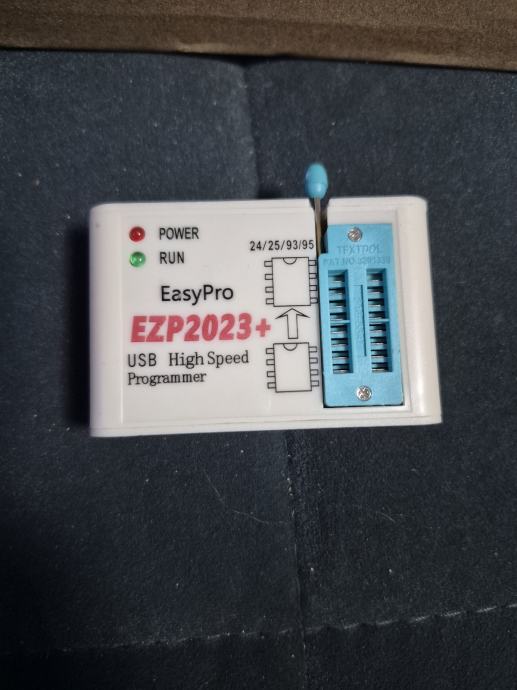 POWER
RUN
24/25/93/95
EasyPro
EZP2023+
USB High Speed
Programmer
TEXTOOL